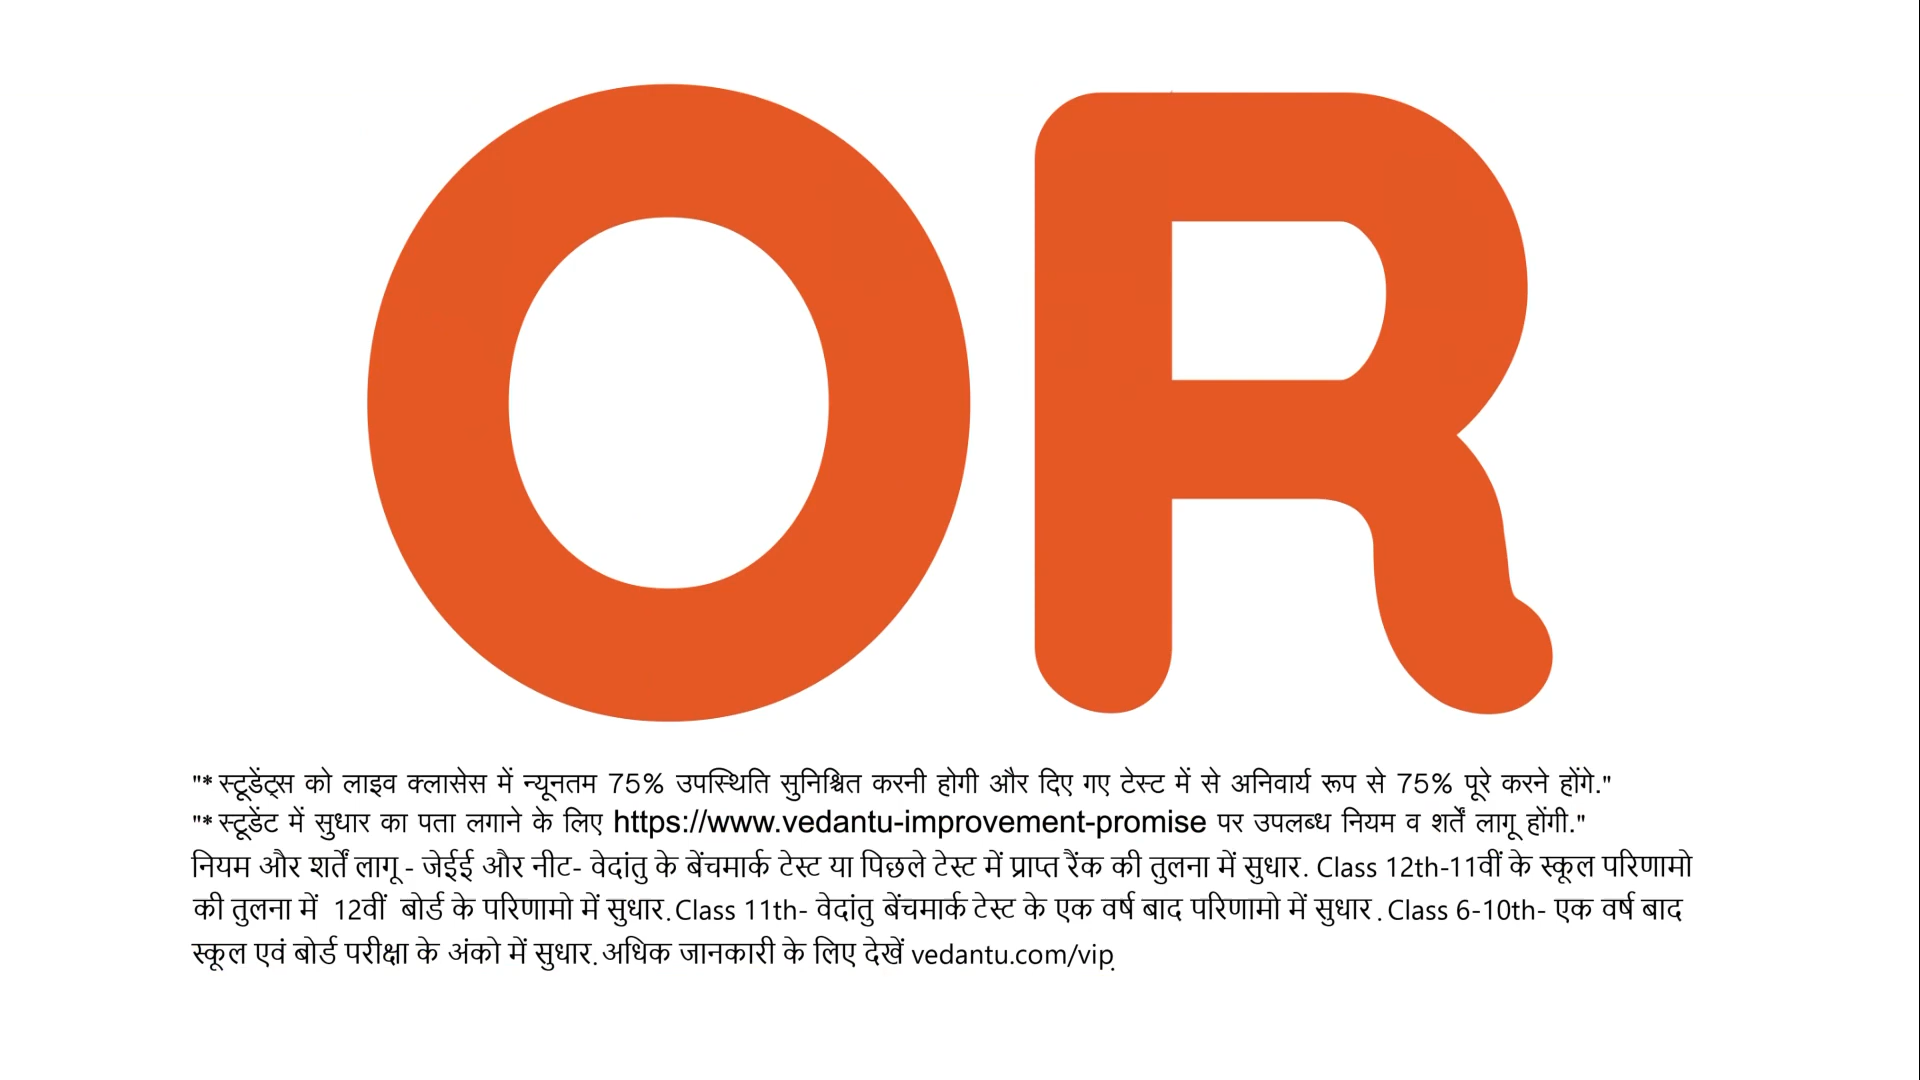 OR
"* स्टूडेंट्स को लाइव क्लासेस में न्यूनतम 75% उपस्थिति सुनिश्चित करनी होगी और दिए गए टेस्ट में से अनिवार्य रूप से 75% पूरे करने होंगे."
"* स्टूडेंट में सुधार का पता लगाने के लिए https://www.vedantu-improvement-promise पर उपलब्ध नियम व शर्तें लागू होंगी."
नियम और शर्तें लागू - जेईई और नीट- वेदांतु के बेंचमार्क टेस्ट या पिछले टेस्ट में प्राप्त रैंक की तुलना में सुधार. Class 12th-11वीं के स्कूल परिणामो
की तुलना में 12वीं बोर्ड के परिणामो में सुधार. Class 11th- वेदांतु बेंचमार्क टेस्ट के एक वर्ष बाद परिणामो में सुधार . Class 6-10th- एक वर्ष बाद
स्कूल एवं बोर्ड परीक्षा के अंको में सुधार. अधिक जानकारी के लिए देखें vedantu.com/vip.